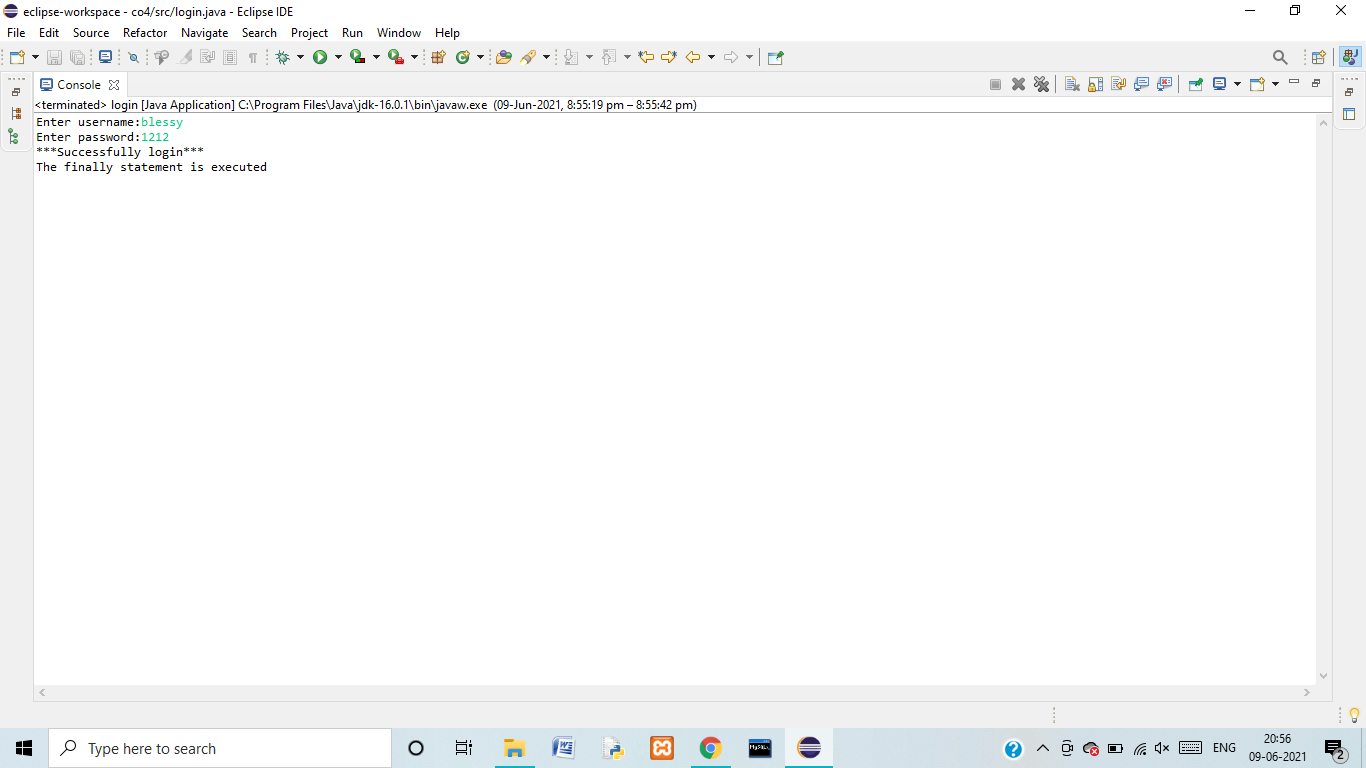 eclipse-workspace - co4/src/login.java - Eclipse IDE
File Edit Source Refactor Navigate Search Project Run Window Help
Console
<terminated> login [Java Application] C:\Program Files\Java\jdk-16.0.1\bin\javaw.exe (09-Jun-2021, 8:55:19 pm – 8:55:42 pm)
Enter username:blessy
Enter password:1212
***Successfully login***
The finally statement is executed
Type here to search
ENG
20:56
09-06-2021
2